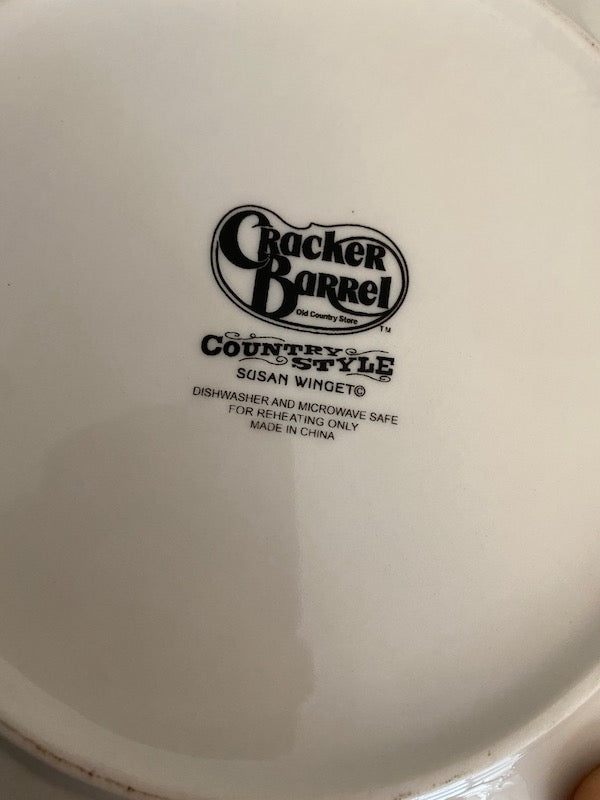 Cracker
Barrel
Old Country Store
TM
COUNTRY
STYLE
SUSAN WINGET©
DISHWASHER AND MICROWAVE SAFE
FOR REHEATING ONLY
MADE IN CHINA